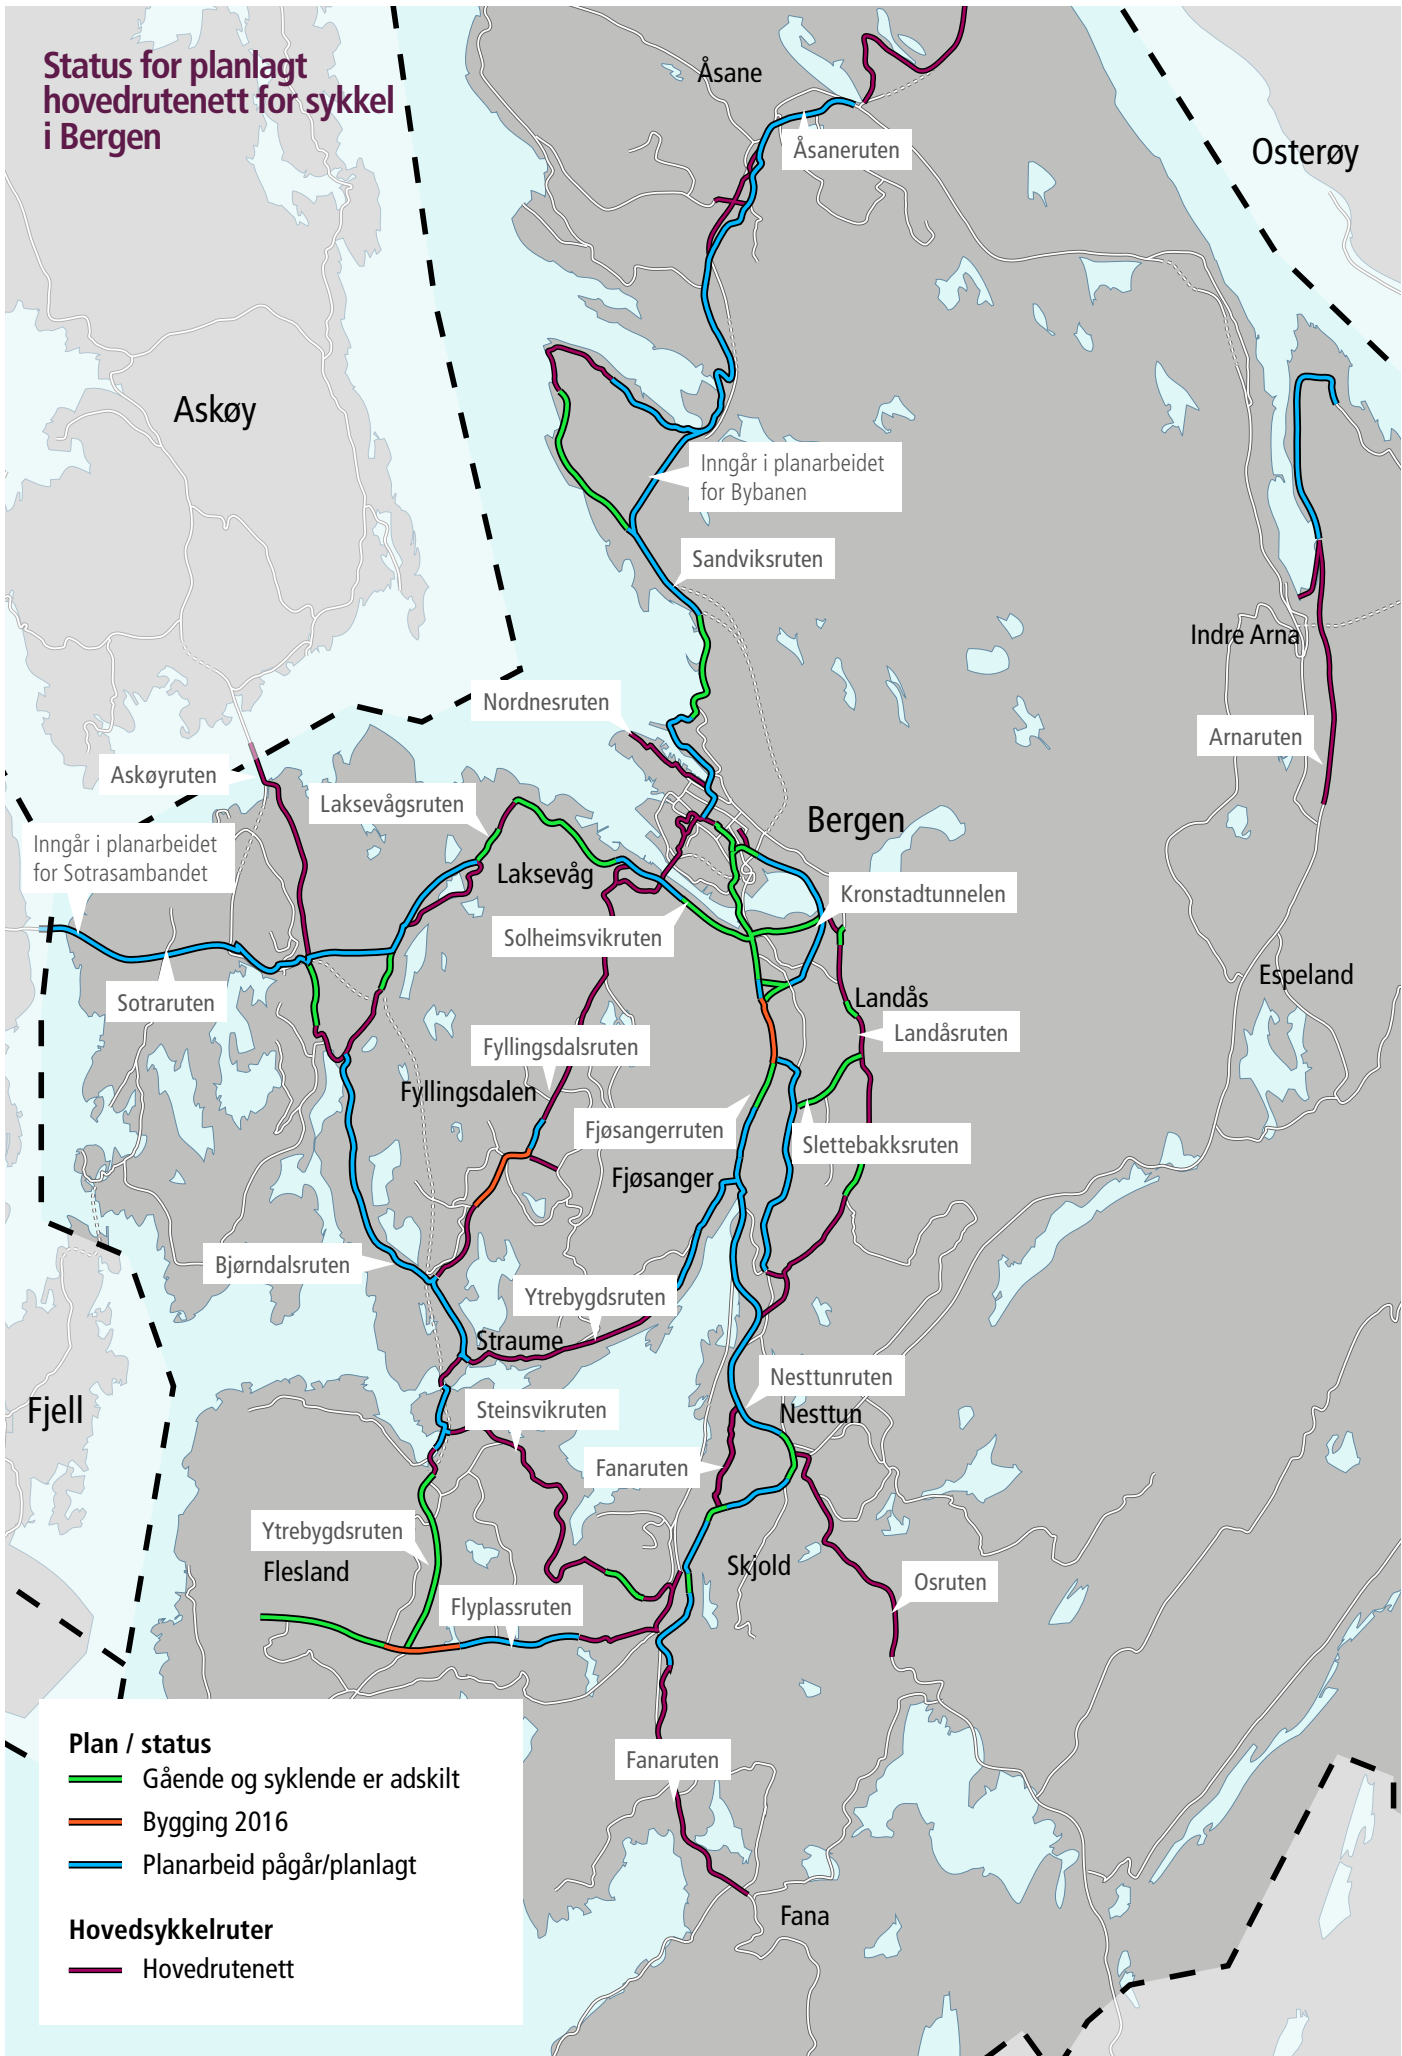 Status for planlagt
hovedrutenett for sykkel
i Bergen
Åsane
Åsaneruten
Osterøy
Askøy
Inngår i planarbeidet
for Bybanen
Sandviksruten
Indre Arna
Nordnesruten
Arnaruten
Askøyruten
Laksevågsruten
Bergen
Inngår i planarbeidet
for Sotrasambandet
Laksevåg
Kronstadtunnelen
Solheimsvikruten
Espeland
Sotraruten
Landås
Landåsruten
Fyllingsdalsruten
Fyllingsdalen
Fjøsangerruten
Slettebakksruten
Fjøsanger
Bjørndalsruten
Ytrebygdsruten
Straume
Nesttunruten
Fjell
Steinsvikruten
Nesttun
Fanaruten
Ytrebygdsruten
Flesland
Skjold
Osruten
Flyplassruten
Plan / status
Gående og syklende er adskilt
Bygging 2016
Planarbeid pågår/planlagt
Hovedsykkelruter
Hovedrutenett
Fanaruten
Fana